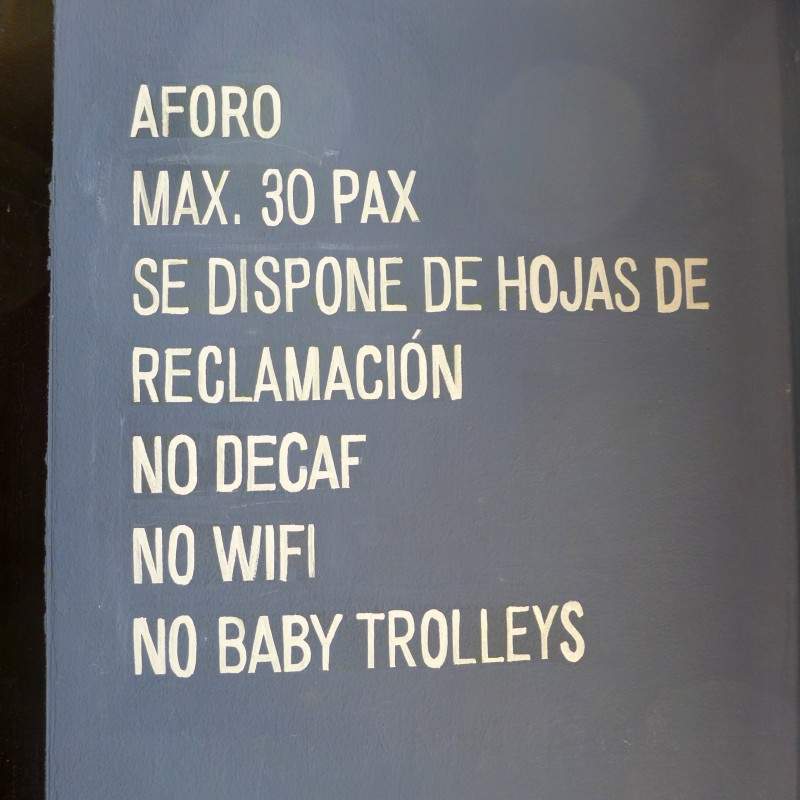 AFORO
MAX. 30 PAX
SE DISPONE DE HOJAS DE
RECLAMACIÓN
NO DECAF
NO WIFI
NO BABY TROLLEYS